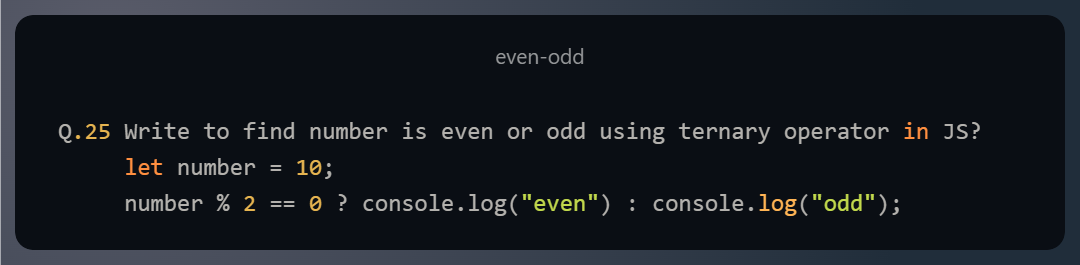 even-odd
Q.25 Write to find number is even or odd using ternary operator in JS?
let number = 10;
number % 2 == 0 ? console.log("even") : console.log("odd");